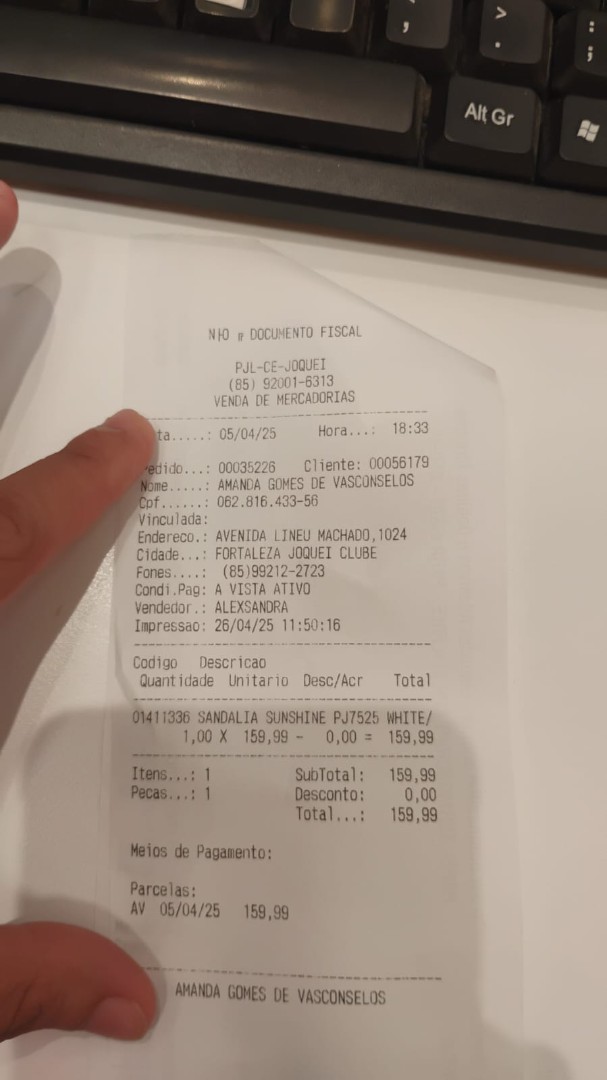 Alt Gr
DOCUMENTO FISCAL
PJL-CE-JOQUEI
(85) 92001-6313
VENDA DE MERCADORIAS
ta.....: 05/04/25 Hora...: 18:33
edido...: 00035226 Cliente: 00056179
Nome.....: AMANDA GOMES DE VASCONSELOS
Cpf......: 062.816.433-56
Vinculada:
Endereco.: AVENIDA LINEU MACHADO,1024
Cidade...: FORTALEZA JOQUEI CLUBE
Fones....: (85)99212-2723
Condi.Pag: A VISTA ATIVO
Vendedor.: ALEXSANDRA
Impressao: 26/04/25 11:50:16
Codigo Descricao
Quantidade Unitario Desc/Acr Total
01411336 SANDALIA SUNSHINE PJ7525 WHITE/
1,00 X 159,99 - 0,00 = 159,99
Itens...: 1 SubTotal: 159,99
Pecas...: 1 Desconto: 0,00
Total...: 159,99
Meios de Pagamento:
Parcelas:
AV 05/04/25 159,99
AMANDA GOMES DE VASCONSELOS